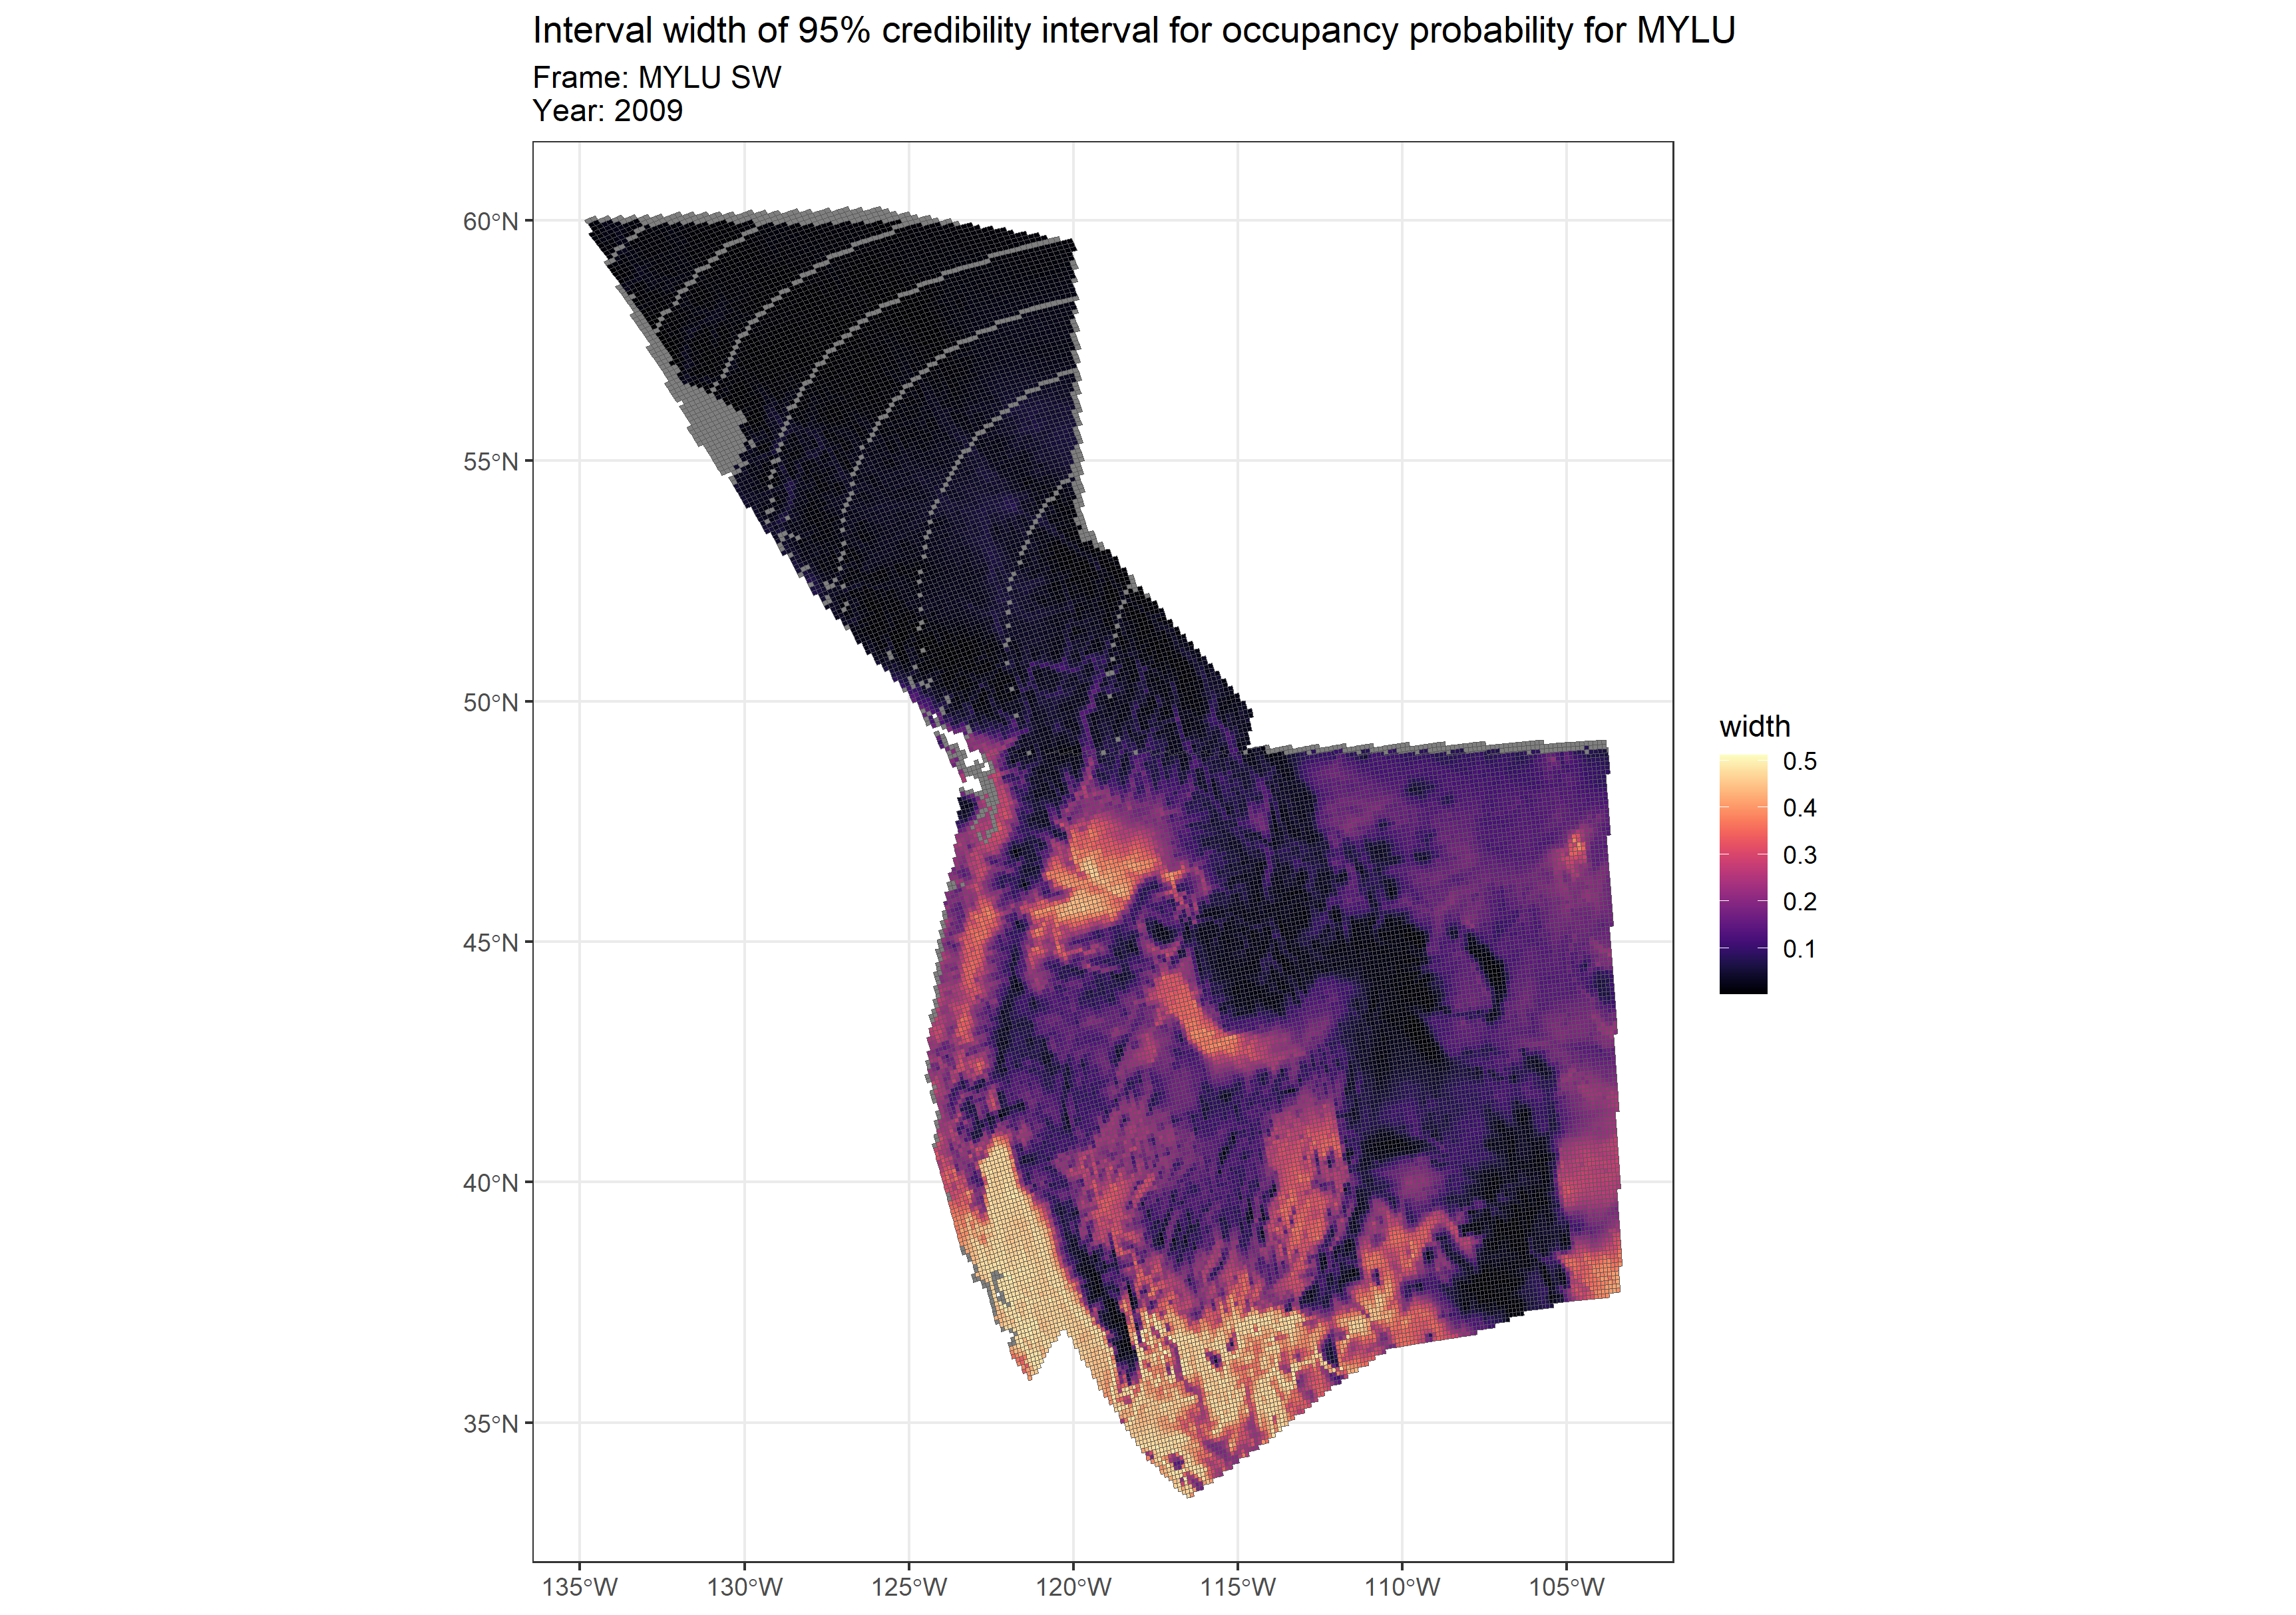 Interval width of 95% credibility interval for occupancy probability for MYLU
Frame: MYLU SW
Year: 2009
60°N
55°N
50°N
45°N
40°N
35°N
135°W
130°W
125°W
120°W
115°W
110°W
105°W
width
0.5
0.4
0.3
0.2
0.1